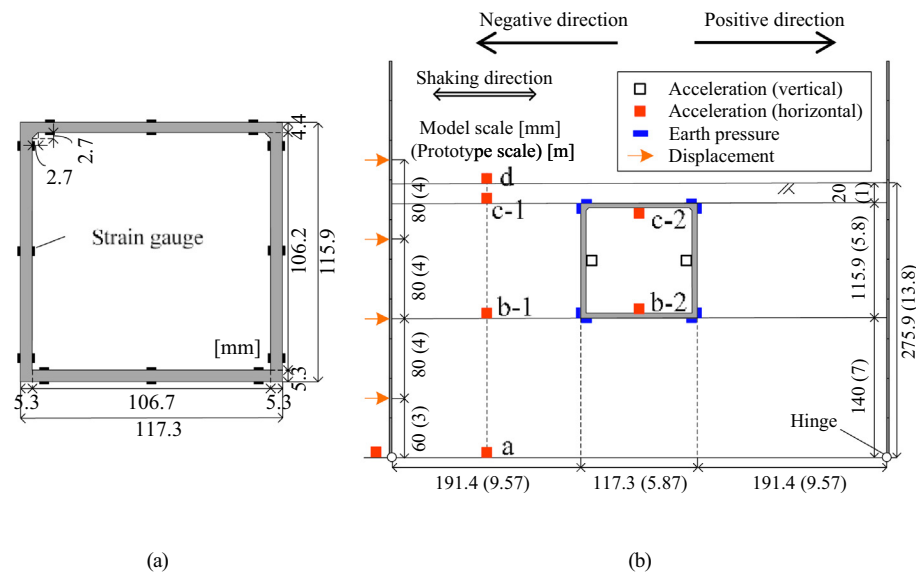 4.4
2.7
2.7
Strain gauge
106.2
115.9
[mm]
5.3
5.3
106.7
5.3
117.3
(a)
Negative direction
Positive direction
Shaking direction
Model scale [mm]
(Prototype scale) [m]
Acceleration (vertical)
Acceleration (horizontal)
Earth pressure
Displacement
d
c-1
c-2
b-1
b-2
a
80 (4)
80 (4)
80 (4)
60 (3)
20
(1)
115.9 (5.8)
140 (7)
275.9 (13.8)
Hinge
191.4 (9.57)
117.3 (5.87)
191.4 (9.57)
(b)